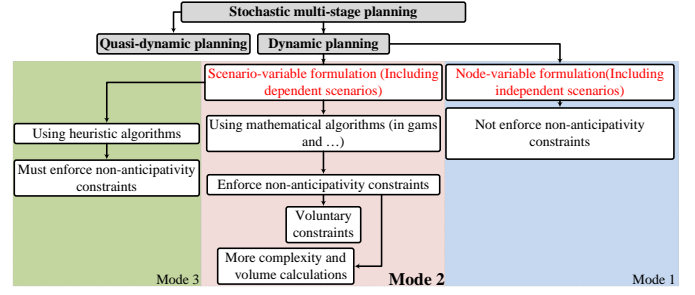 Stochastic multi-stage planning
Quasi-dynamic planning
Dynamic planning
Scenario-variable formulation (Including
dependent scenarios)
Node-variable formulation(Including
independent scenarios)
Using heuristic algorithms
Using mathematical algorithms (in gams
and …)
Not enforce non-anticipativity
constraints
Must enforce non-anticipativity
constraints
Enforce non-anticipativity constraints
Voluntary
constraints
More complexity and
volume calculations
Mode 3
Mode 2
Mode 1